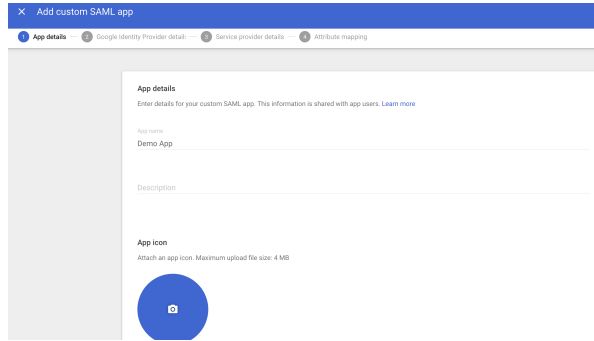 × Add custom SAML app
1 App details — 2 Google Identity Provider detail: — 3 Service provider details — 4 Attribute mapping
App details
Enter details for your custom SAML app. This information is shared with app users. Learn more
App name
Demo App
Description
App icon
Attach an app icon. Maximum upload file size: 4 MB